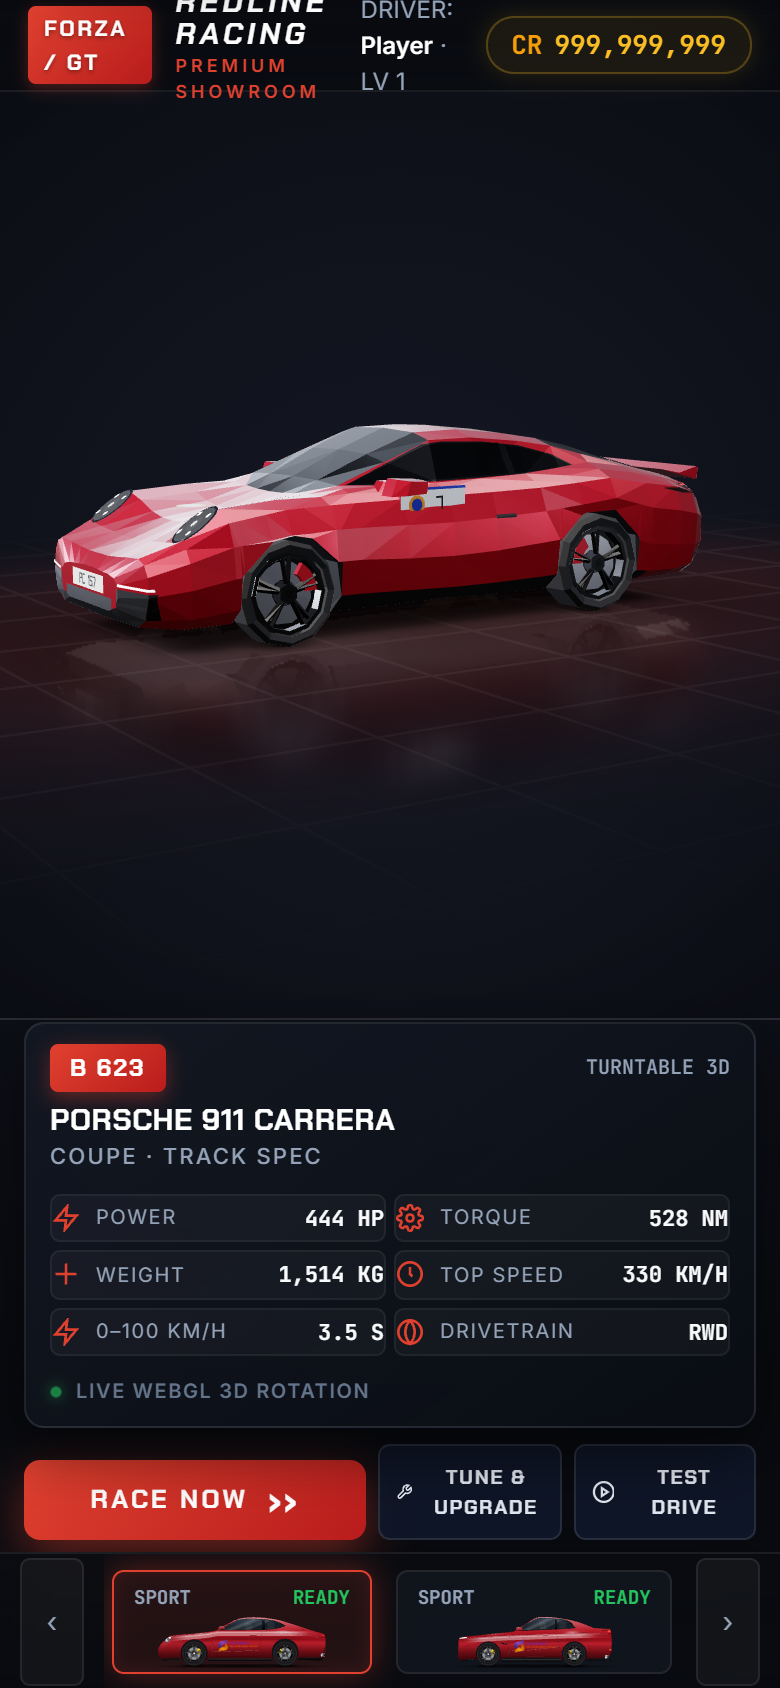 FORZA
/ GT
REDLINE
RACING
PREMIUM
SHOWROOM
DRIVER:
Player ·
LV 1
CR 999,999,999
7
PC 157
B 623
TURNTABLE 3D
PORSCHE 911 CARRERA
COUPE · TRACK SPEC
POWER 444 HP
TORQUE 528 NM
WEIGHT 1,514 KG
TOP SPEED 330 KM/H
0–100 KM/H 3.5 S
DRIVETRAIN RWD
LIVE WEBGL 3D ROTATION
RACE NOW ››
TUNE &
UPGRADE
TEST
DRIVE
‹
SPORT READY
SPORT READY
›